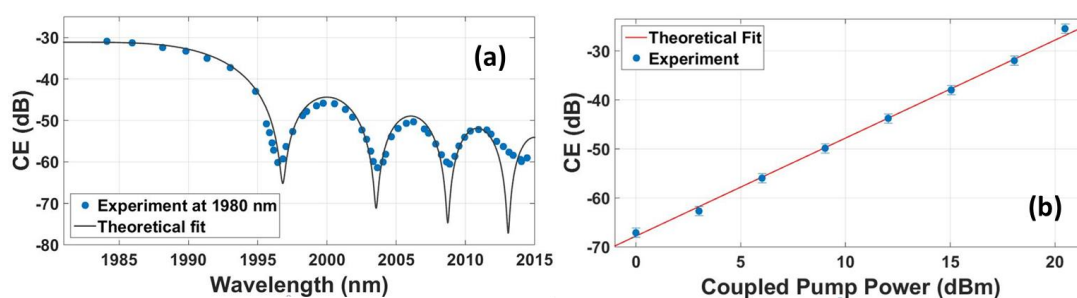 (a)
CE (dB)
-30
-40
-50
-60
-70
-80
Experiment at 1980 nm
Theoretical fit
1985
1990
1995
2000
2005
2010
2015
Wavelength (nm)
(b)
CE (dB)
-30
-40
-50
-60
-70
Theoretical Fit
Experiment
0
5
10
15
20
Coupled Pump Power (dBm)